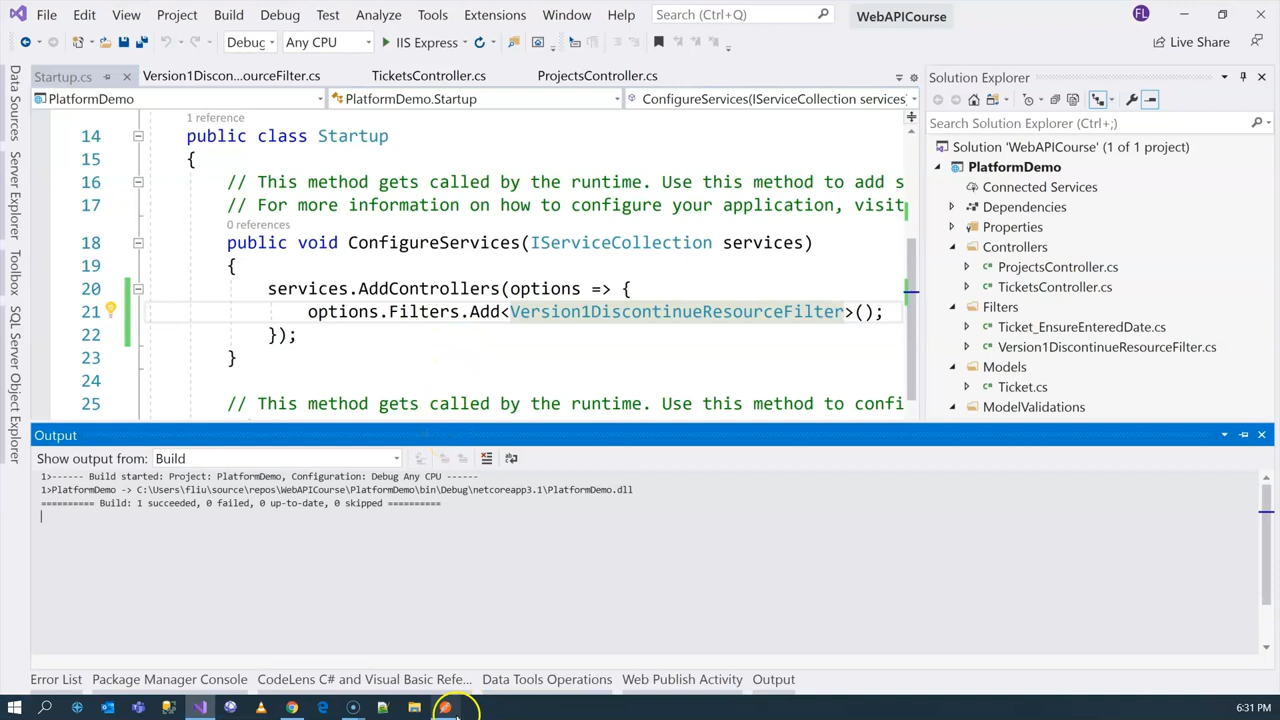 File Edit View Project Build Debug Test Analyze Tools Extensions Window Help Search (Ctrl+Q) WebAPICourse FL
Debug Any CPU IIS Express Live Share
Startup.cs Version1Discon...ourceFilter.cs TicketsController.cs ProjectsController.cs
PlatformDemo PlatformDemo.Startup ConfigureServices(IServiceCollection services)
1 reference
14 public class Startup
15 {
16 // This method gets called by the runtime. Use this method to add s
17 // For more information on how to configure your application, visit
0 references
18 public void ConfigureServices(IServiceCollection services)
19 {
20 services.AddControllers(options => {
21 options.Filters.Add<Version1DiscontinueResourceFilter>();
22 });
23 }
24
25 // This method gets called by the runtime. Use this method to confi
Data Sources
Server Explorer
Toolbox
SQL Server Object Explorer
Solution Explorer
Search Solution Explorer (Ctrl+;)
Solution 'WebAPICourse' (1 of 1 project)
PlatformDemo
Connected Services
Dependencies
Properties
Controllers
ProjectsController.cs
TicketsController.cs
Filters
Ticket_EnsureEnteredDate.cs
Version1DiscontinueResourceFilter.cs
Models
Ticket.cs
ModelValidations
Output
Show output from: Build
1>------ Build started: Project: PlatformDemo, Configuration: Debug Any CPU ------
1>PlatformDemo -> C:\Users\fliu\source\repos\WebAPICourse\PlatformDemo\bin\Debug\netcoreapp3.1\PlatformDemo.dll
========== Build: 1 succeeded, 0 failed, 0 up-to-date, 0 skipped ==========
Error List Package Manager Console CodeLens C# and Visual Basic Refe... Data Tools Operations Web Publish Activity Output
6:31 PM